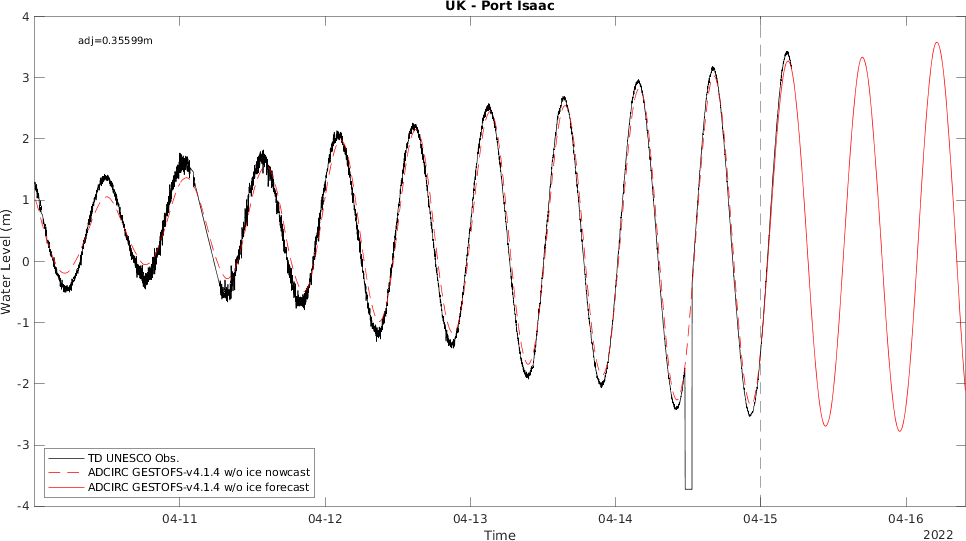 UK - Port Isaac
adj=0.35599m
4
3
2
1
0
-1
-2
-3
-4
Water Level (m)
TD UNESCO Obs.
ADCIRC GESTOFS-v4.1.4 w/o ice nowcast
ADCIRC GESTOFS-v4.1.4 w/o ice forecast
04-11 04-12 04-13 04-14 04-15 04-16
Time
2022